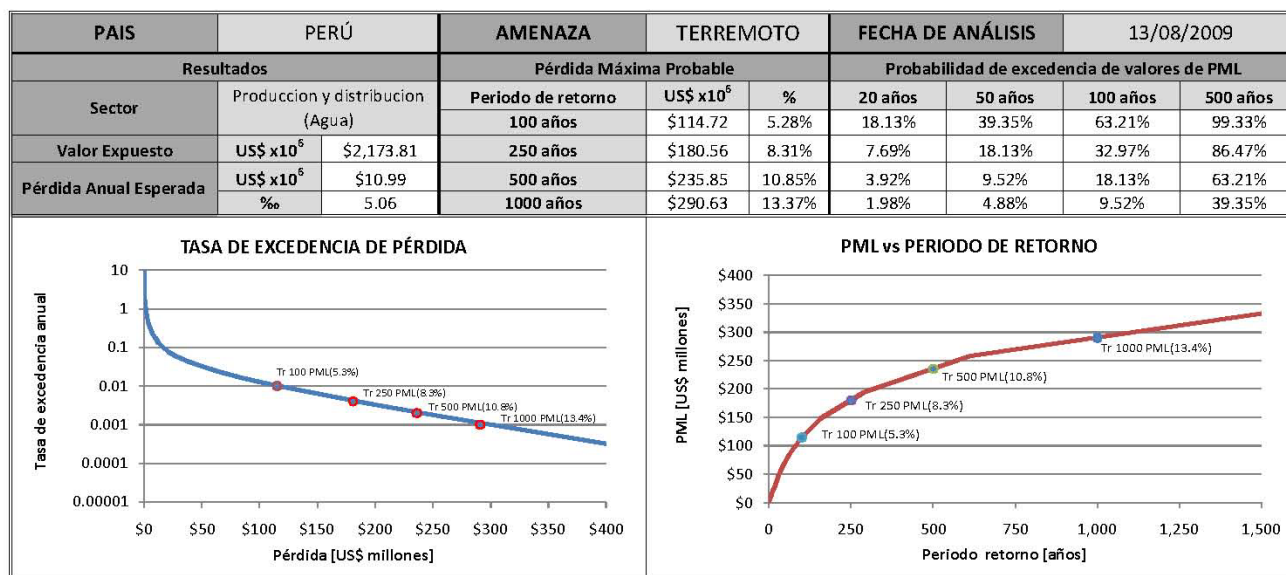 PAIS PERÚ AMENAZA TERREMOTO FECHA DE ANÁLISIS 13/08/2009
Resultados Pérdida Máxima Probable Probabilidad de excedencia de valores de PML
Sector Produccion y distribucion (Agua) Periodo de retorno US$ x10⁶ % 20 años 50 años 100 años 500 años
100 años $114.72 5.28% 18.13% 39.35% 63.21% 99.33%
Valor Expuesto US$ x10⁶ $2,173.81 250 años $180.56 8.31% 7.69% 18.13% 32.97% 86.47%
Pérdida Anual Esperada US$ x10⁶ $10.99 500 años $235.85 10.85% 3.92% 9.52% 18.13% 63.21%
‰ 5.06 1000 años $290.63 13.37% 1.98% 4.88% 9.52% 39.35%
TASA DE EXCEDENCIA DE PÉRDIDA
Tasa de excedencia anual
10
1
0.1
0.01
0.001
0.0001
0.00001
Tr 100 PML(5.3%)
Tr 250 PML(8.3%)
Tr 500 PML(10.8%)
Tr 1000 PML(13.4%)
$0 $50 $100 $150 $200 $250 $300 $350 $400
Pérdida [US$ millones]
PML vs PERIODO DE RETORNO
PML [US$ millones]
$400
$350
$300
$250
$200
$150
$100
$50
$0
Tr 1000 PML(13.4%)
Tr 500 PML(10.8%)
Tr 250 PML(8.3%)
Tr 100 PML(5.3%)
0 250 500 750 1,000 1,250 1,500
Periodo retorno [años]